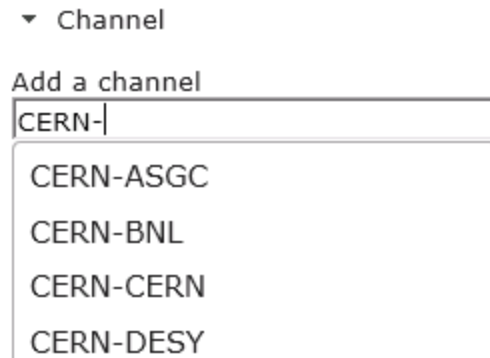 Channel
Add a channel
CERN-
CERN-ASGC
CERN-BNL
CERN-CERN
CERN-DESY